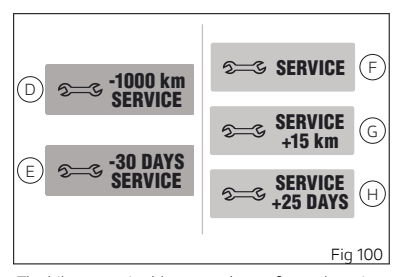 D
-1000 km
SERVICE
E
-30 DAYS
SERVICE
SERVICE
F
SERVICE
+15 km
G
SERVICE
+25 DAYS
H
Fig 100